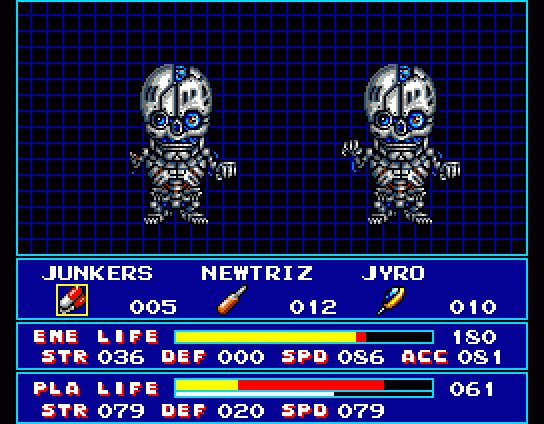 JUNKERS NEWTRIZ JYRO
005 012 010
EME LIFE 180
STR 036 DEF 000 SPD 086 ACC 081
PLA LIFE 061
STR 079 DEF 020 SPD 079